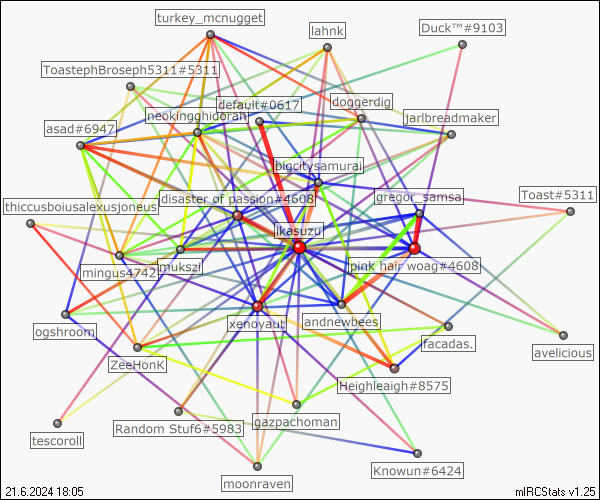 turkey_mcnugget
lahnk
Duck™#9103
ToastephBroseph5311#5311
default#0617
doggerdig
neokingghidorah
jarlbreadmaker
asad#6947
bigcitysamurai
disaster of passion#4608
gregor_samsa
Toast#5311
thiccusboiusalexusjoneus
ikasuzu
mingus4742
mukszi
pink hair woag#4608
ogshroom
xenoyaut
andnewbees
facadas.
avelicious
ZeeHonK
Heighleaigh#8575
gazpachoman
tescoroll
Random Stuf6#5983
Knowun#6424
moonraven
21.6.2024 18:05
mIRCStats v1.25